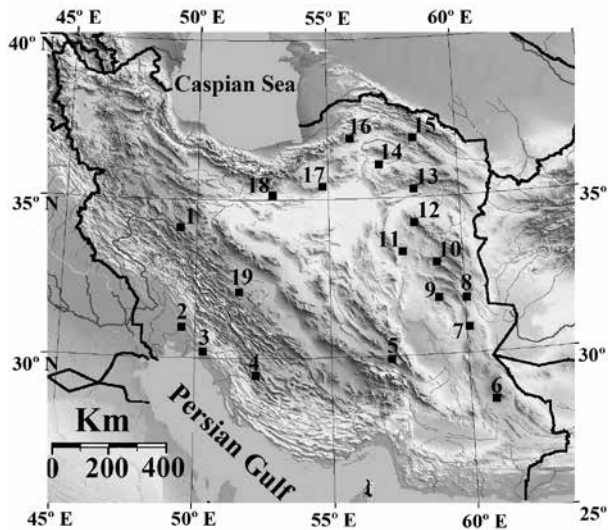 45° E 50° E 55° E 60° E
40° N
Caspian Sea
16 15
14
17 13
18
35° N 35° N
12
1
11 10
19 9 8
2 7
3 5
30° N 4 30° N
6
Km
0 200 400
Persian Gulf
25° N
45° E 50° E 55° E 60° E